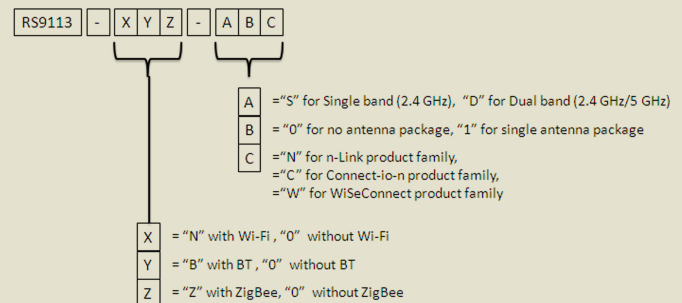 RS9113 - X Y Z - A B C
A ="S" for Single band (2.4 GHz), "D" for Dual band (2.4 GHz/5 GHz)
B = "0" for no antenna package, "1" for single antenna package
C ="N" for n-Link product family,
="C" for Connect-io-n product family,
="W" for WiSeConnect product family
X = "N" with Wi-Fi , "0" without Wi-Fi
Y = "B" with BT , "0" without BT
Z = "Z" with ZigBee, "0" without ZigBee